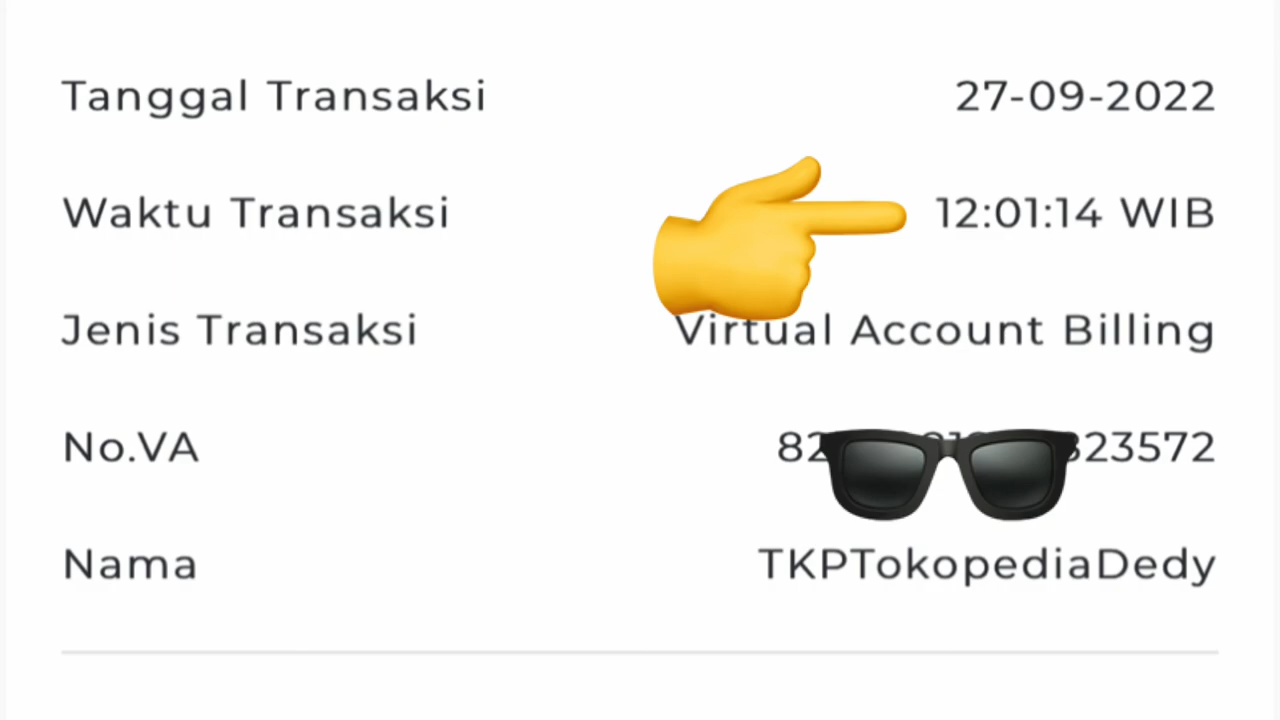 Tanggal Transaksi 27-09-2022
Waktu Transaksi 12:01:14 WIB
Jenis Transaksi Virtual Account Billing
No.VA
Nama TKPTokopediaDedy